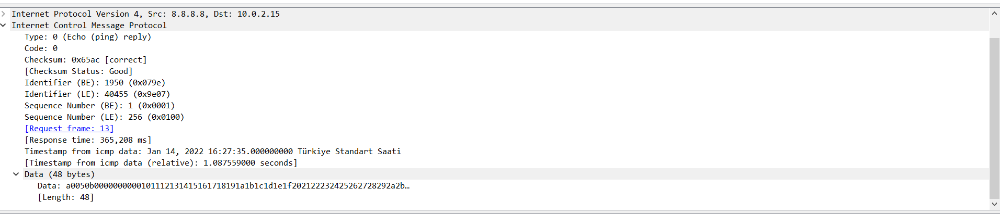 Internet Protocol Version 4, Src: 8.8.8.8, Dst: 10.0.2.15
Internet Control Message Protocol
Type: 0 (Echo (ping) reply)
Code: 0
Checksum: 0x65ac [correct]
[Checksum Status: Good]
Identifier (BE): 1950 (0x079e)
Identifier (LE): 40455 (0x9e07)
Sequence Number (BE): 1 (0x0001)
Sequence Number (LE): 256 (0x0100)
[Request frame: 13]
[Response time: 365,208 ms]
Timestamp from icmp data: Jan 14, 2022 16:27:35.000000000 Türkiye Standart Saati
[Timestamp from icmp data (relative): 1.087559000 seconds]
Data (48 bytes)
Data: a0050b0000000000101112131415161718191a1b1c1d1e1f202122232425262728292a2b…
[Length: 48]